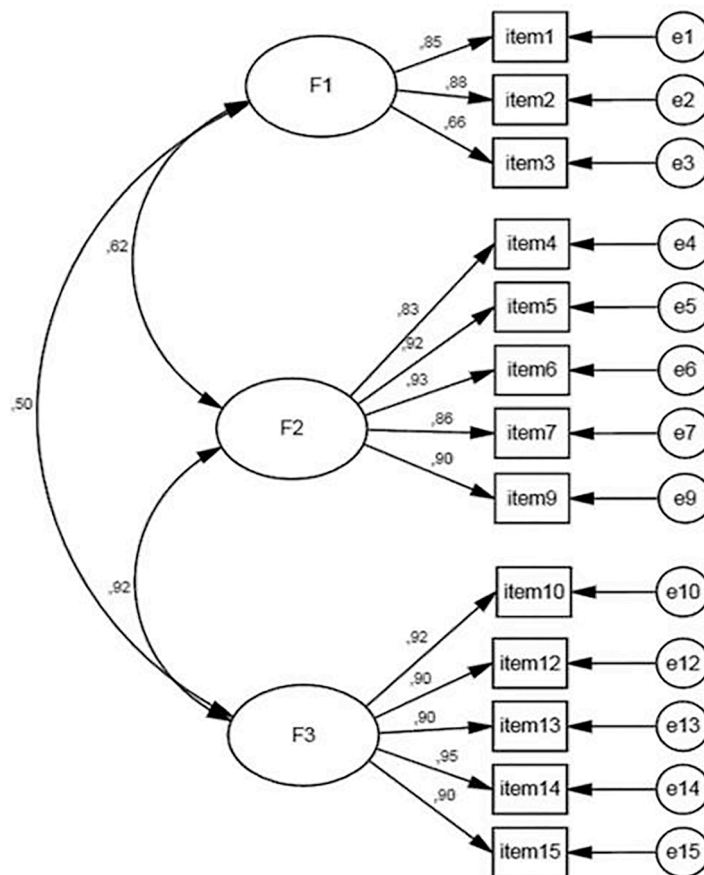 F1
,85
item1
e1
,88
item2
e2
,66
item3
e3
,62
,50
,83
item4
e4
,92
item5
e5
,93
item6
e6
F2
,86
item7
e7
,90
item9
e9
,92
,92
item10
e10
,90
item12
e12
F3
,90
item13
e13
,95
item14
e14
,90
item15
e15